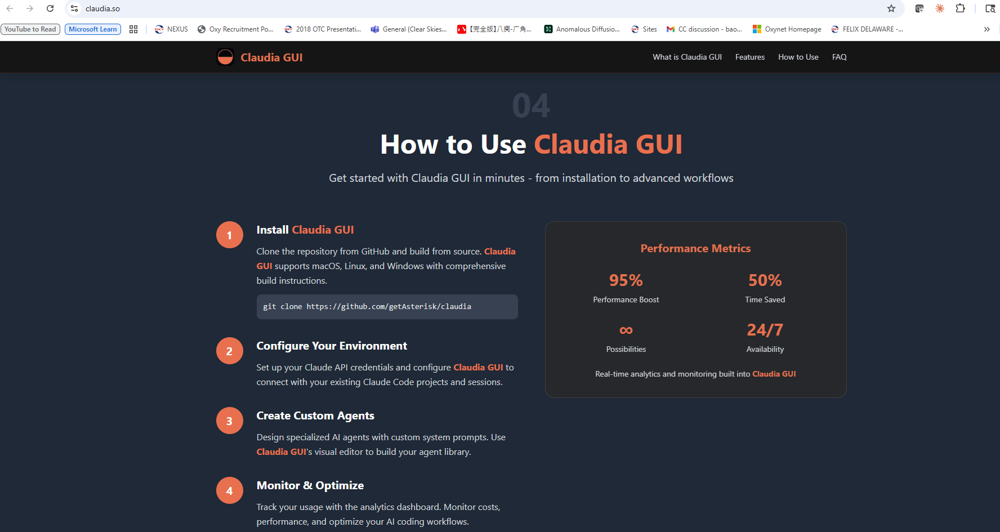 claudia.so
YouTube to Read
Microsoft Learn
OXY
NEXUS
Oxy Recruitment Po...
OXY
2018 OTC Presentati...
General (Clear Skies...
【完全版】八阕-广角...
Anomalous Diffusio...
OXY
Sites
CC discussion - bao...
Oxynet Homepage
OXY
FELIX DELAWARE -...
»
Claudia GUI
What is Claudia GUI
Features
How to Use
FAQ
04
How to Use Claudia GUI
Get started with Claudia GUI in minutes - from installation to advanced workflows
1
Install Claudia GUI
Clone the repository from GitHub and build from source. Claudia
GUI supports macOS, Linux, and Windows with comprehensive
build instructions.
git clone https://github.com/getAsterisk/claudia
2
Configure Your Environment
Set up your Claude API credentials and configure Claudia GUI to
connect with your existing Claude Code projects and sessions.
3
Create Custom Agents
Design specialized AI agents with custom system prompts. Use
Claudia GUI's visual editor to build your agent library.
4
Monitor & Optimize
Track your usage with the analytics dashboard. Monitor costs,
performance, and optimize your AI coding workflows.
Performance Metrics
95%
Performance Boost
50%
Time Saved
∞
Possibilities
24/7
Availability
Real-time analytics and monitoring built into Claudia GUI